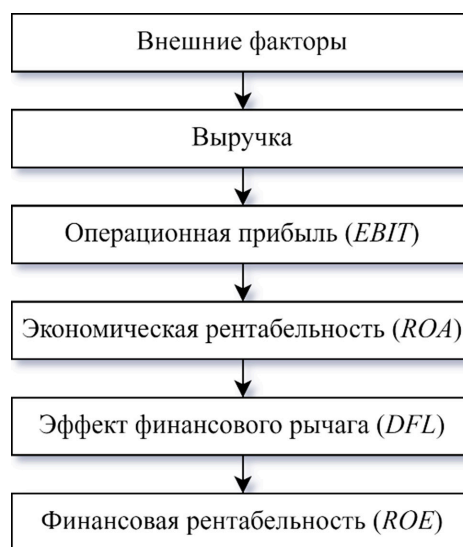 Внешние факторы
Выручка
Операционная прибыль (EBIT)
Экономическая рентабельность (ROA)
Эффект финансового рычага (DFL)
Финансовая рентабельность (ROE)